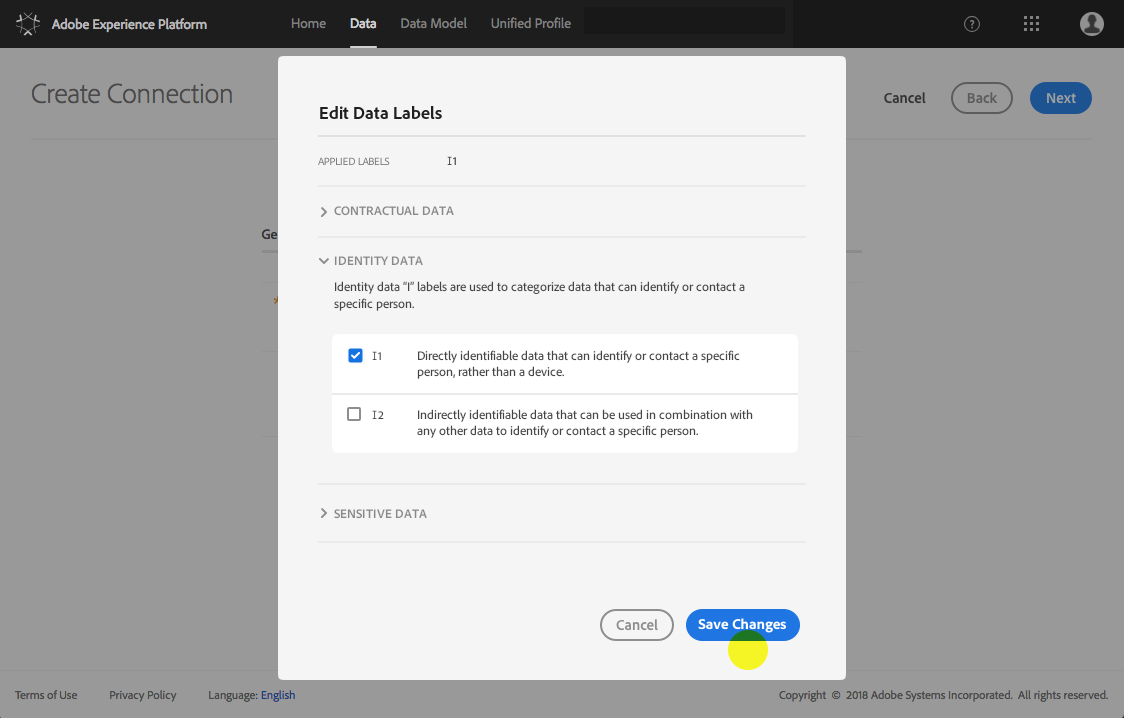 Adobe Experience Platform
Home Data Data Model Unified Profile
?
Create Connection
Cancel Back Next
Edit Data Labels
APPLIED LABELS I1
CONTRACTUAL DATA
Ge
IDENTITY DATA
Identity data “I” labels are used to categorize data that can identify or contact a
specific person.
*
I1 Directly identifiable data that can identify or contact a specific
person, rather than a device.
I2 Indirectly identifiable data that can be used in combination with
any other data to identify or contact a specific person.
SENSITIVE DATA
Cancel Save Changes
Terms of Use Privacy Policy Language: English Copyright © 2018 Adobe Systems Incorporated. All rights reserved.